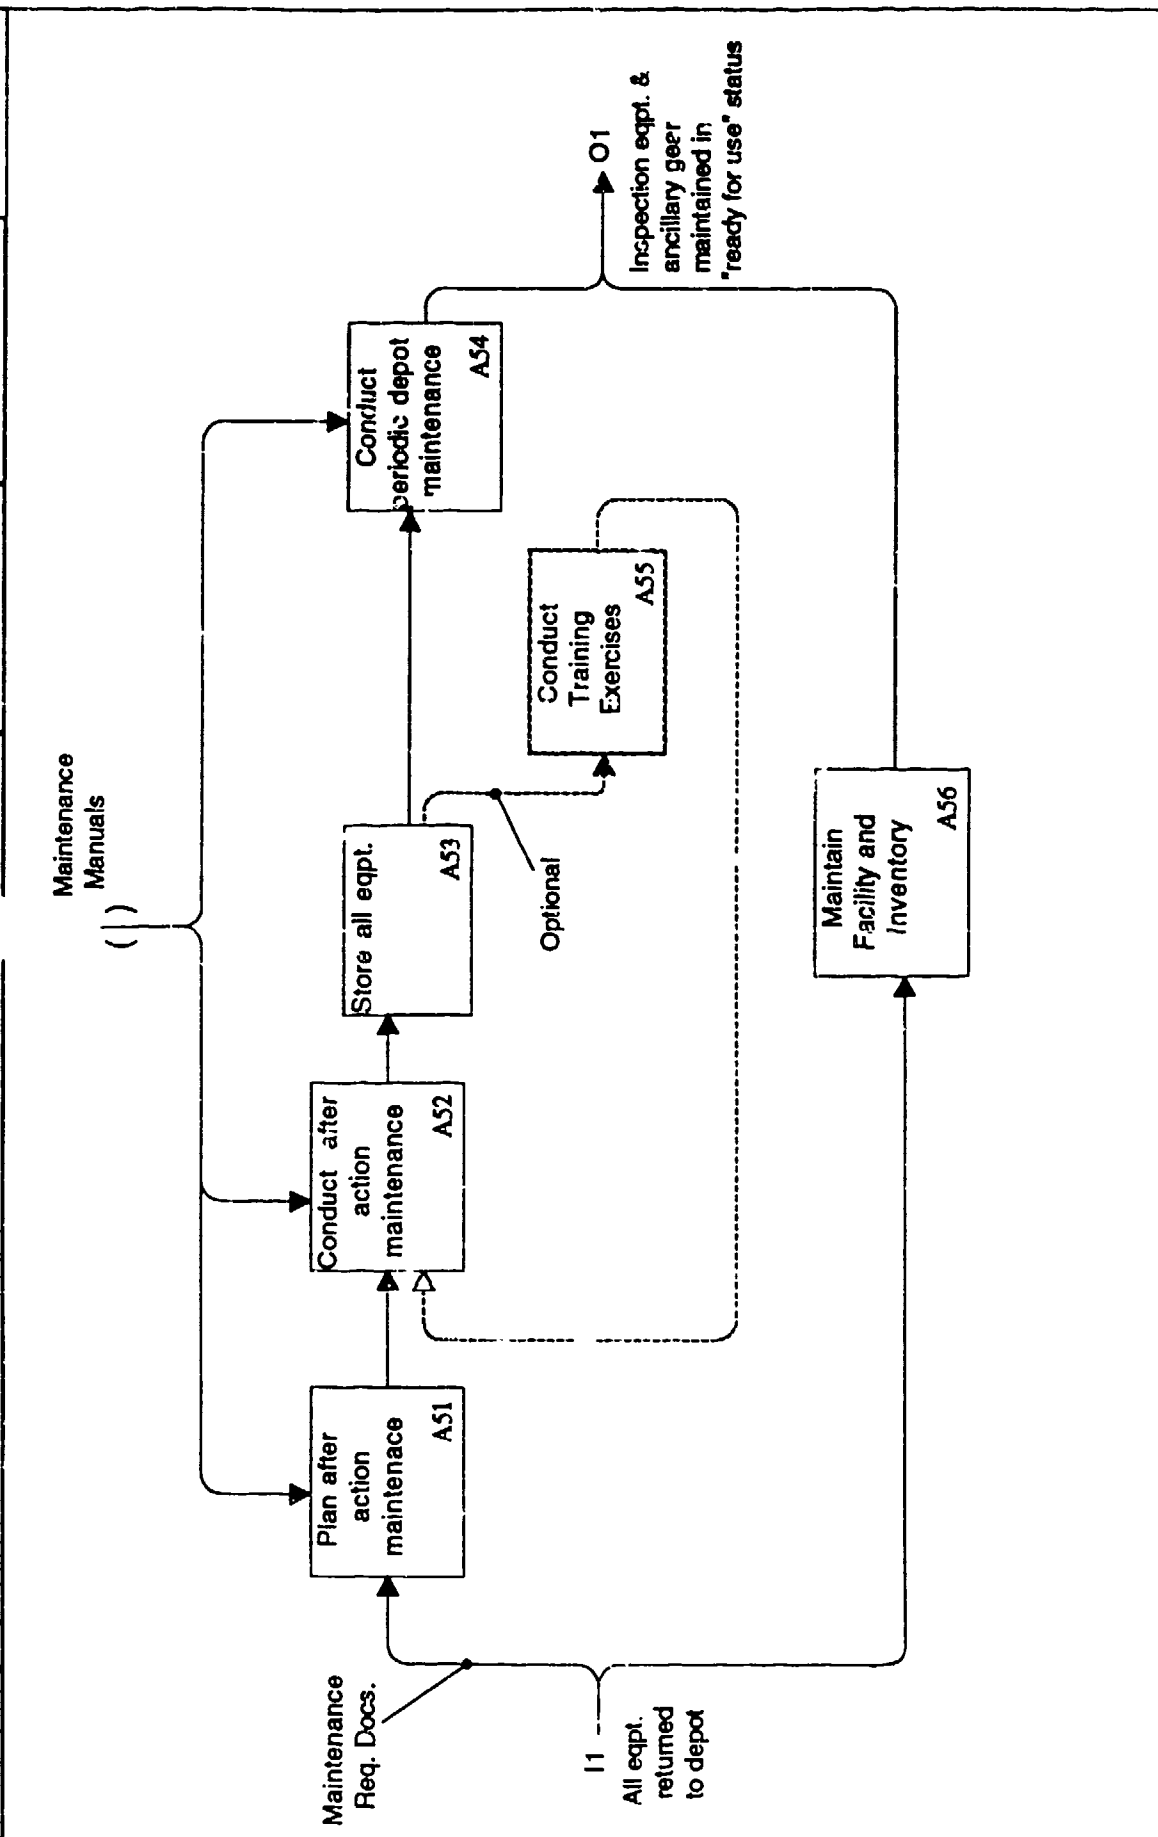 Maintenance
Manuals
( )
Maintenance
Req. Docs.
I1
All eqpt.
returned
to depot
Plan after
action
maintenace
A51
Conduct after
action
maintenance
A52
Store all eqpt.
A53
Optional
Conduct
periodic depot
maintenance
A54
Conduct
Training
Exercises
A55
Maintain
Facility and
Inventory
A56
O1
Inspection eqpt. &
ancillary gear
maintained in
"ready for use" status